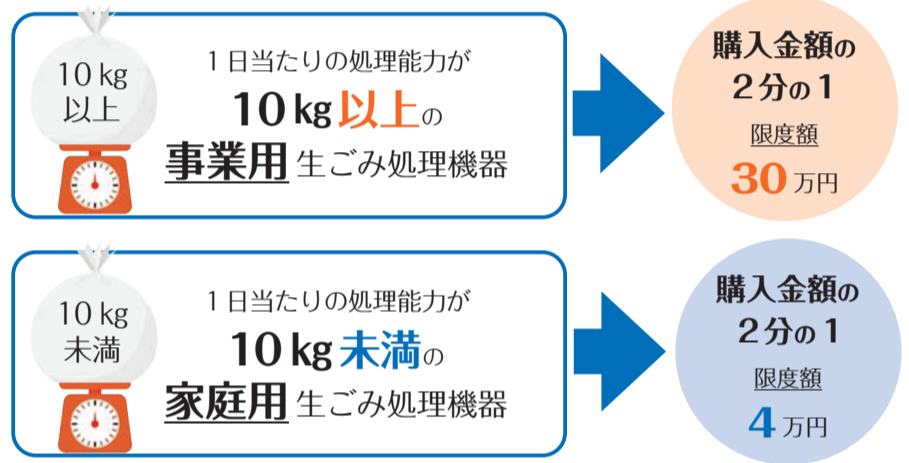 10 kg
以上
1日当たりの処理能力が
10 kg 以上の
事業用 生ごみ処理機器
購入金額の
2分の1
限度額
30 万円
10 kg
未満
1日当たりの処理能力が
10 kg 未満の
家庭用 生ごみ処理機器
購入金額の
2分の1
限度額
4 万円